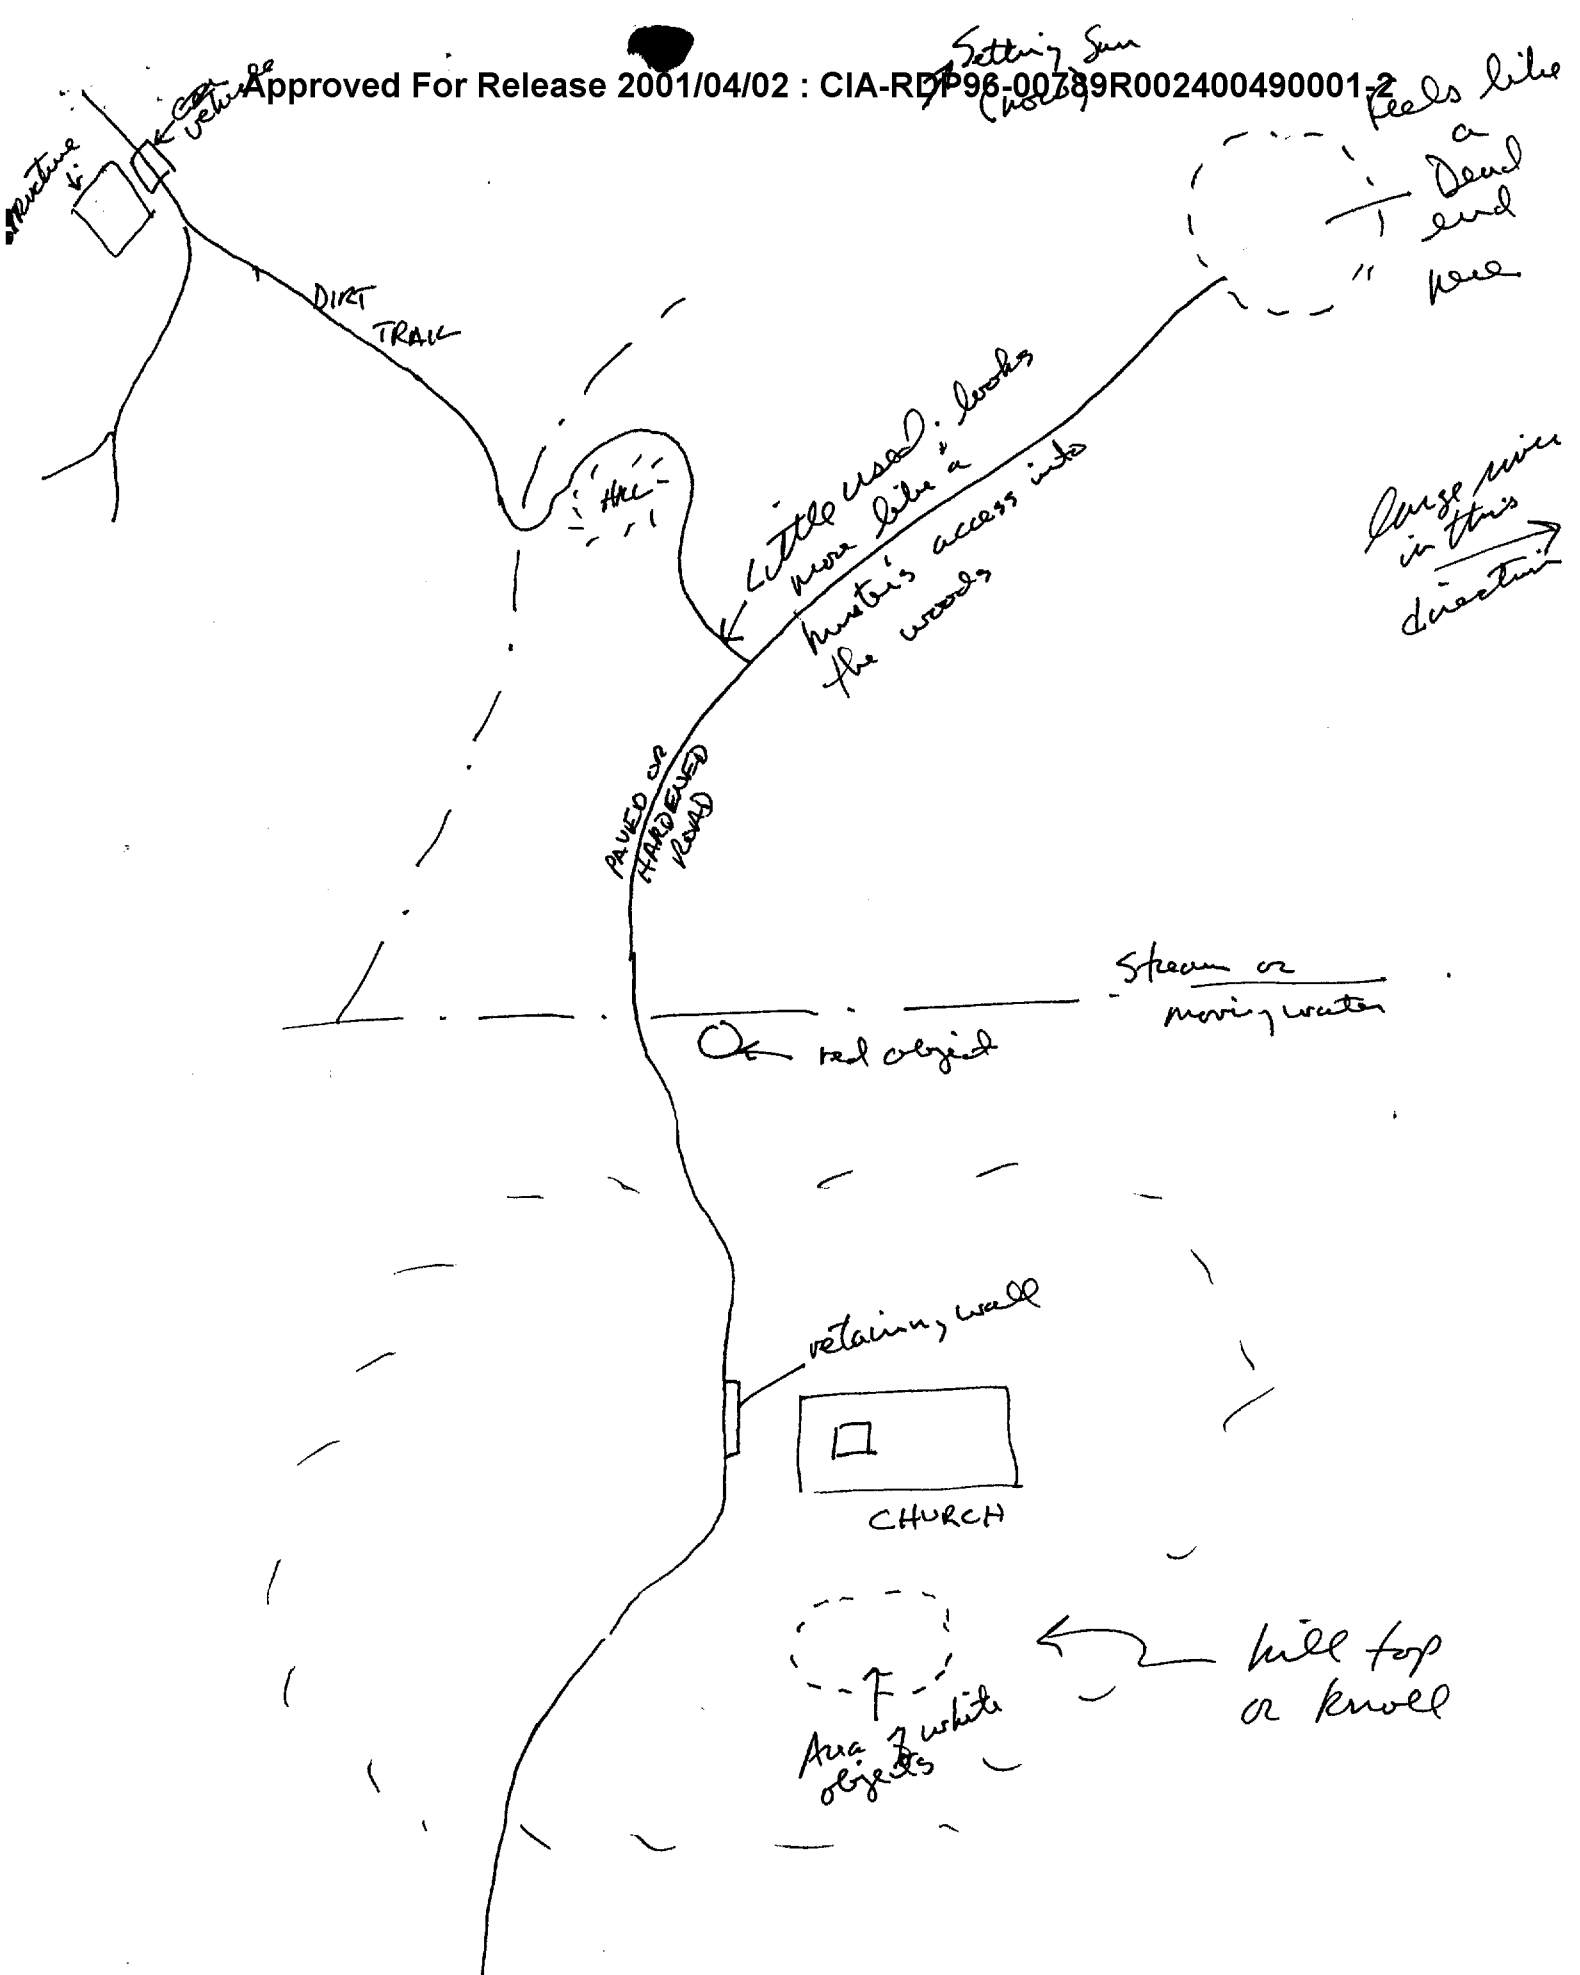 Setting Sun
Approved For Release 2001/04/02 : CIA-RDP96-00789R002400490001-2
vehicle
structure
Feels like
a
Dead
end
here
DIRT
TRAIL
HILL
Little used, looks
more like a
hunter's access into
the woods
large river
in this
direction
PAVED OR
HARDENED
ROAD
Stream or
moving water
red object
retaining wall
CHURCH
hill top
or knoll
Area of white
objects